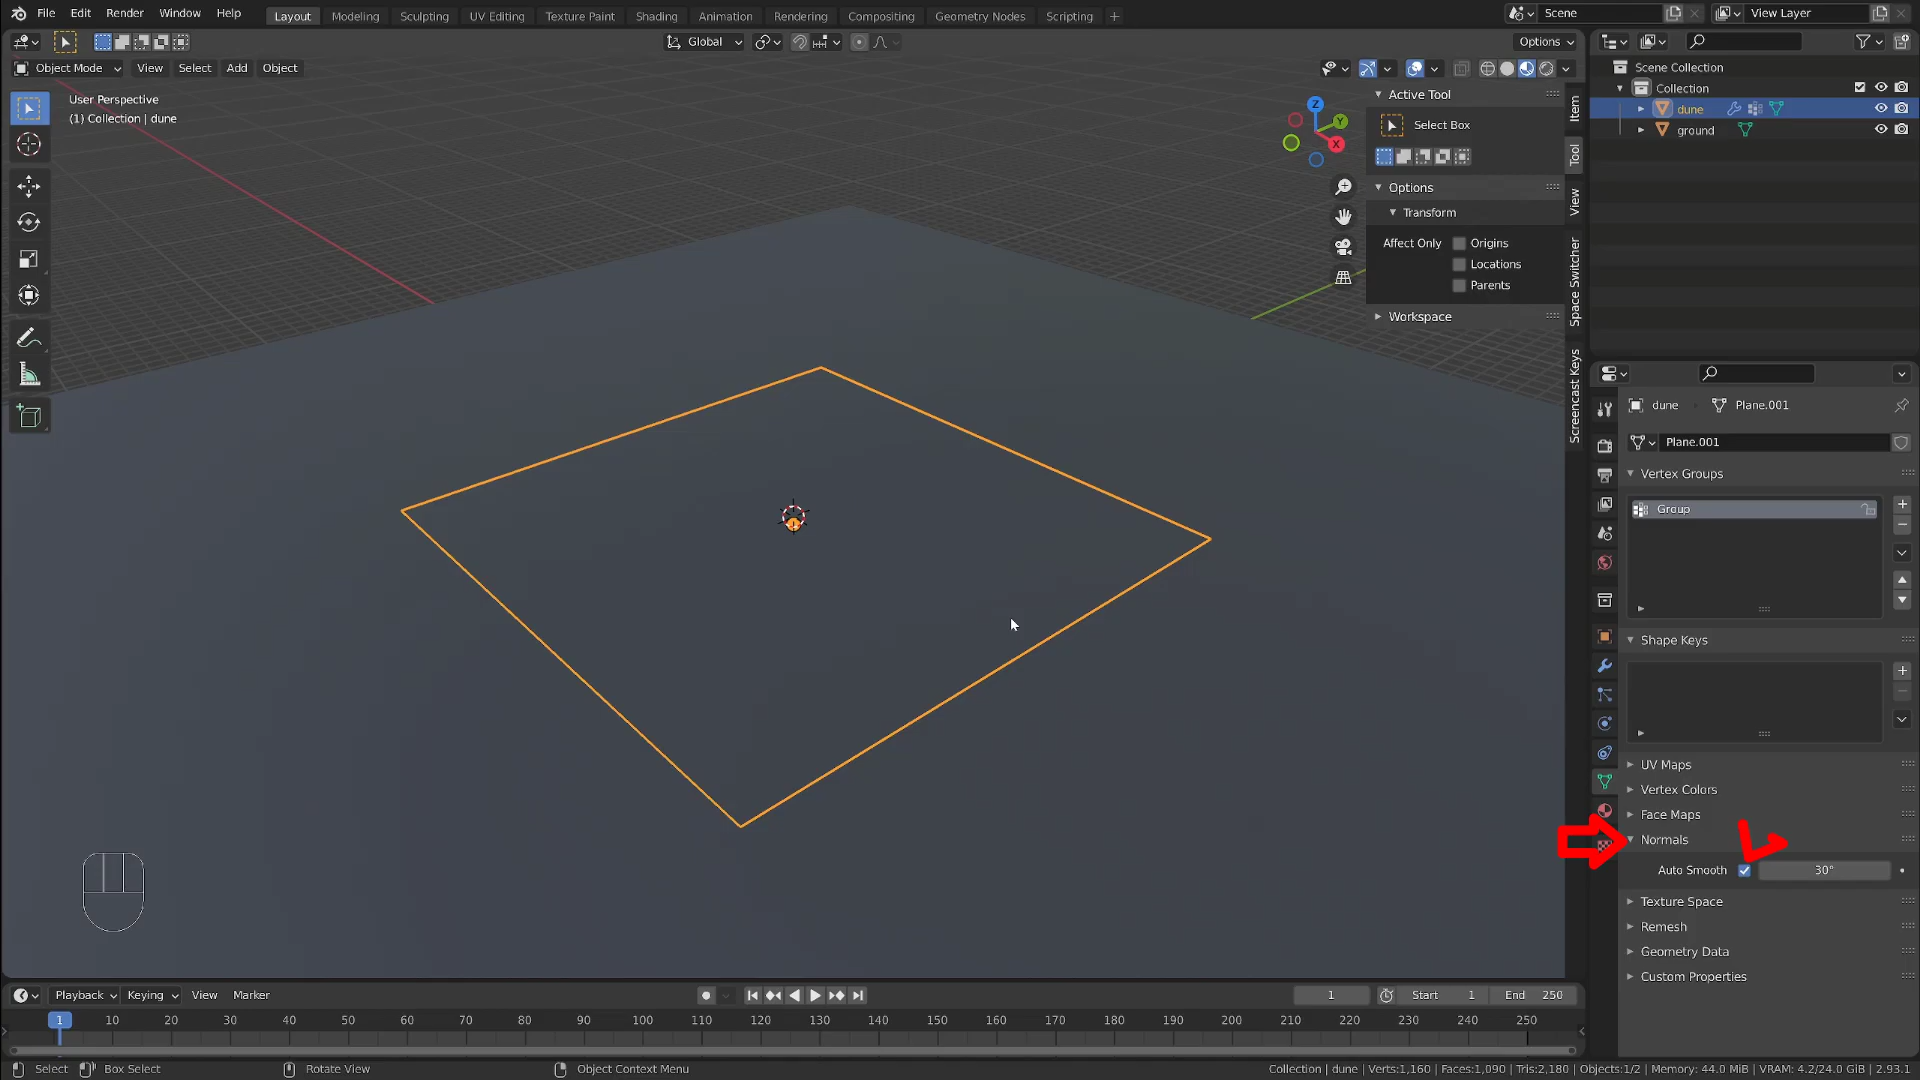 File Edit Render Window Help Layout Modeling Sculpting UV Editing Texture Paint Shading Animation Rendering Compositing Geometry Nodes Scripting + Scene View Layer
Global Options
Object Mode View Select Add Object
User Perspective
(1) Collection | dune
Z
Y
X
Active Tool
Select Box
Options
Transform
Affect Only Origins
Locations
Parents
Workspace
Item
Tool
View
Space Switcher
Screencast Keys
Scene Collection
Collection
dune
ground
dune Plane.001
Plane.001
Vertex Groups
Group
Shape Keys
UV Maps
Vertex Colors
Face Maps
Normals
Auto Smooth 30°
Texture Space
Remesh
Geometry Data
Custom Properties
Playback Keying View Marker 1 Start 1 End 250
1 10 20 30 40 50 60 70 80 90 100 110 120 130 140 150 160 170 180 190 200 210 220 230 240 250
Select Box Select Rotate View Object Context Menu Collection | dune | Verts:1,160 | Faces:1,090 | Tris:2,180 | Objects:1/2 | Memory: 44.0 MiB | VRAM: 4.2/24.0 GiB | 2.93.1